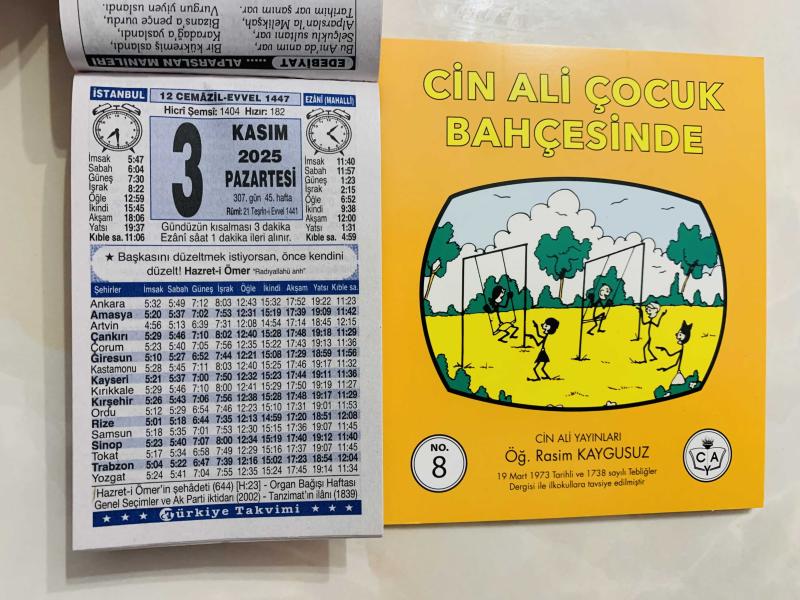 Bir kükremiş aslandı,
Karadağ'a yaslandı,
Bizans'a pençe vurdu,
Vurgun yiyen uslandı.
Bu Anı'da anım var,
Selçuklu sultanı var,
Alparslan'la Melikşah,
Tarihim var şanım var.
EDEBİYAT ..... ALPARSLAN MANİLERİ
İSTANBUL
12 CEMÂZİL-EVVEL 1447
EZÂNÎ (MAHALLÎ)
Hicrî Şemsî: 1404 Hızır: 182
3
KASIM
2025
PAZARTESİ
307. gün 45. hafta
Rûmî: 21 Teşrîn-i Evvel 1441
İmsak 5:47
Sabah 6:04
Güneş 7:30
İşrak 8:22
Öğle 12:59
İkindi 15:45
Akşam 18:06
Yatsı 19:37
Kıble sa. 11:06
İmsak 11:40
Sabah 11:57
Güneş 1:23
İşrak 2:15
Öğle 6:52
İkindi 9:38
Akşam 12:00
Yatsı 1:31
Kıble sa. 4:59
Gündüzün kısalması 3 dakika
Ezânî sâat 1 dakika ileri alınır.
★ Başkasını düzeltmek istiyorsan, önce kendini
düzelt! Hazret-i Ömer "Radıyallâhü anh"
Şehirler İmsak Sabah Güneş İşrak Öğle İkindi Akşam Yatsı Kıble sa.
Ankara 5:32 5:49 7:12 8:03 12:43 15:32 17:52 19:22 11:23
Amasya 5:20 5:37 7:02 7:53 12:31 15:19 17:39 19:09 11:42
Artvin 4:56 5:13 6:39 7:31 12:08 14:54 17:14 18:45 12:15
Çankırı 5:29 5:46 7:10 8:02 12:40 15:28 17:48 19:18 11:29
Çorum 5:23 5:40 7:05 7:56 12:35 15:22 17:43 19:13 11:36
Giresun 5:10 5:27 6:52 7:44 12:21 15:08 17:29 18:59 11:56
Kastamonu 5:28 5:45 7:11 8:03 12:40 15:25 17:46 19:17 11:32
Kayseri 5:21 5:37 7:00 7:50 12:32 15:23 17:44 19:11 11:36
Kırıkkale 5:29 5:46 7:10 8:00 12:41 15:29 17:50 19:19 11:27
Kırşehir 5:26 5:43 7:06 7:56 12:38 15:28 17:48 19:17 11:29
Ordu 5:12 5:29 6:54 7:46 12:23 15:10 17:31 19:01 11:53
Rize 5:01 5:18 6:44 7:35 12:13 14:59 17:20 18:51 12:08
Samsun 5:18 5:35 7:01 7:53 12:30 15:15 17:36 19:07 11:45
Sinop 5:23 5:40 7:07 8:00 12:34 15:19 17:40 19:12 11:40
Tokat 5:17 5:34 6:58 7:49 12:29 16:17 17:37 19:07 11:45
Trabzon 5:04 5:22 6:47 7:39 12:16 15:02 17:23 18:54 12:04
Yozgat 5:24 5:41 7:04 7:55 12:35 15:24 17:45 19:14 11:34
Hazret-i Ömer'in şehâdeti (644) [H:23] - Organ Bağışı Haftası
Genel Seçimler ve Ak Parti iktidarı (2002) - Tanzimat'ın ilânı (1839)
Türkiye Takvimi
CİN ALİ ÇOCUK
BAHÇESİNDE
CİN ALİ YAYINLARI
Öğ. Rasim KAYGUSUZ
19 Mart 1973 Tarihli ve 1738 sayılı Tebliğler
Dergisi ile ilkokullara tavsiye edilmiştir
NO.
8
C A